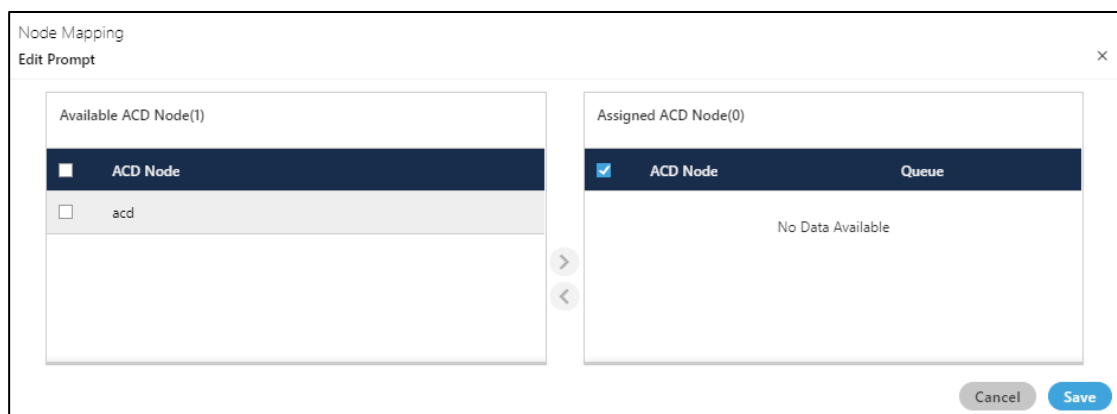 Node Mapping
Edit Prompt
Available ACD Node(1)
ACD Node
acd
Assigned ACD Node(0)
ACD Node Queue
No Data Available
Cancel Save